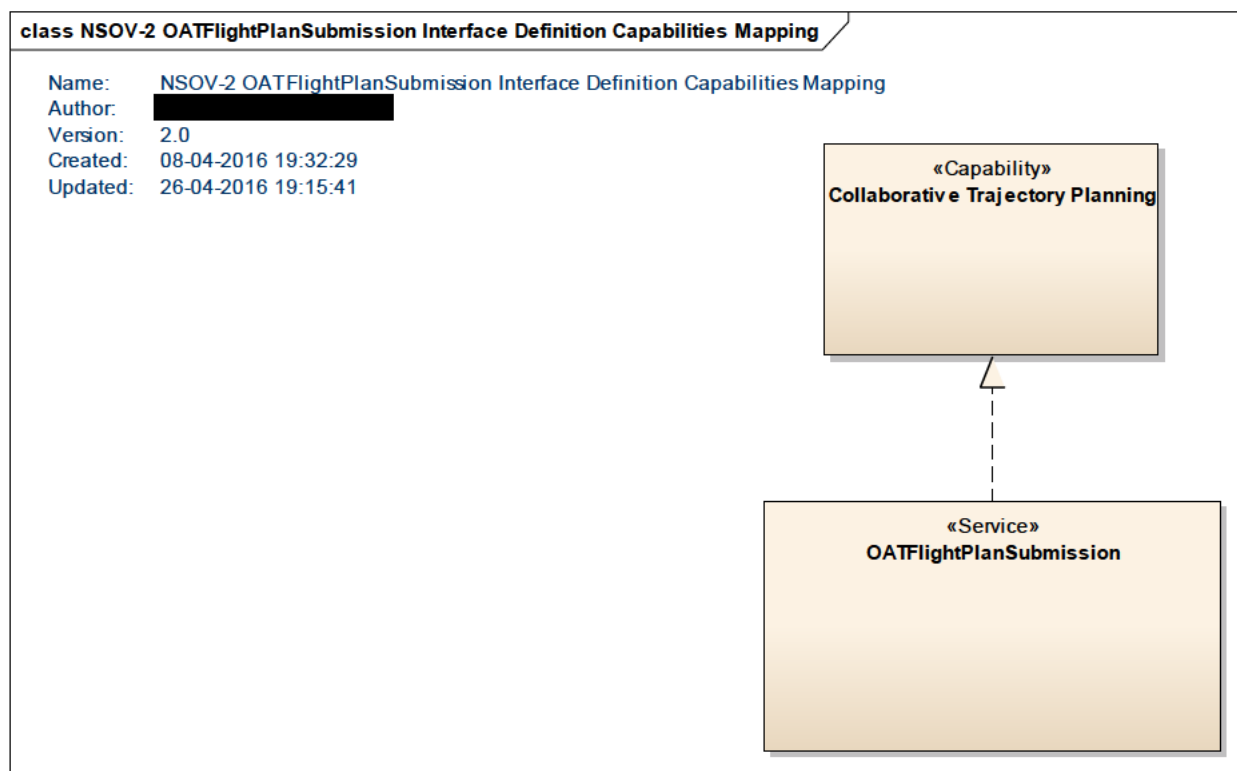 class NSOV-2 OATFlightPlanSubmission Interface Definition Capabilities Mapping
Name: NSOV-2 OATFlightPlanSubmission Interface Definition Capabilities Mapping
Author:
Version: 2.0
Created: 08-04-2016 19:32:29
Updated: 26-04-2016 19:15:41
«Capability»
Collaborative Trajectory Planning
«Service»
OATFlightPlanSubmission